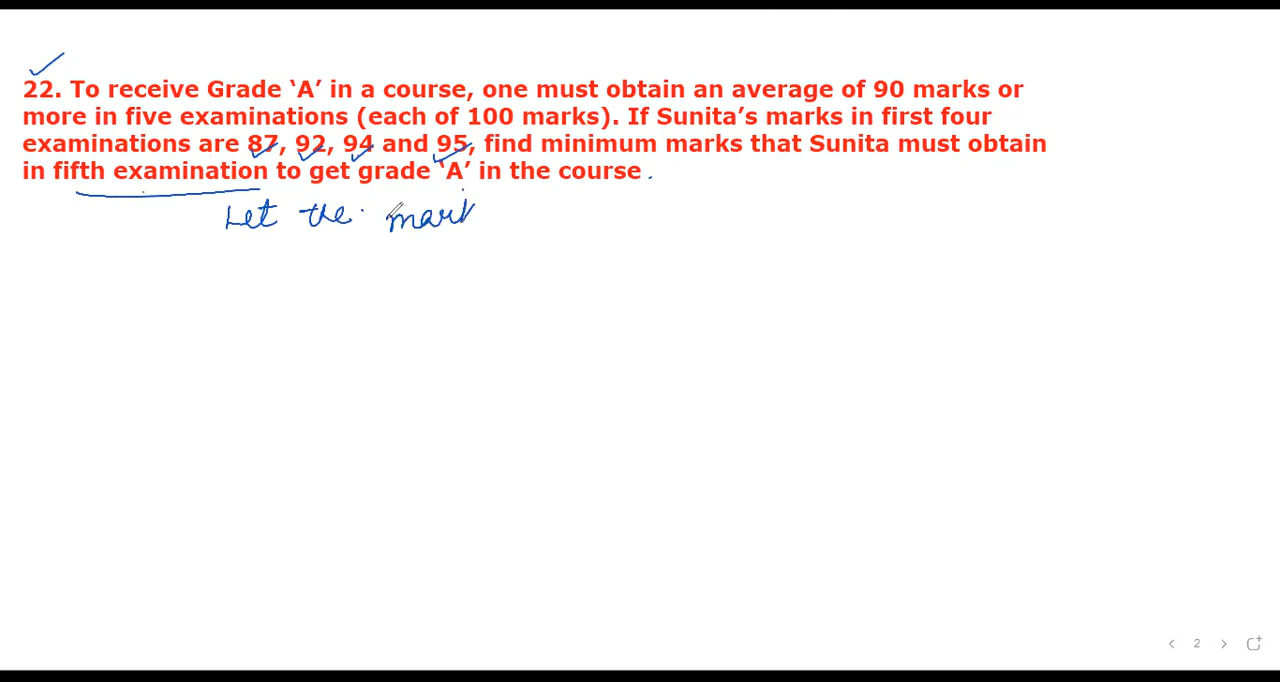 22. To receive Grade ‘A’ in a course, one must obtain an average of 90 marks or
more in five examinations (each of 100 marks). If Sunita’s marks in first four
examinations are 87, 92, 94 and 95, find minimum marks that Sunita must obtain
in fifth examination to get grade ‘A’ in the course .
Let the mark
2